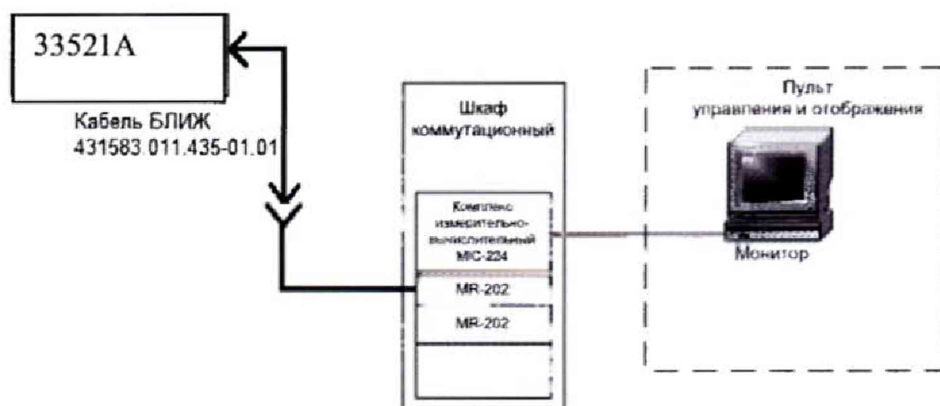 33521A
Кабель БЛИЖ
431583.011.435-01.01
Шкаф
коммутационный
Комплекс
измерительно-
вычислительный
MIC-224
MR-202
MR-202
Пульт
управления и отображения
Монитор